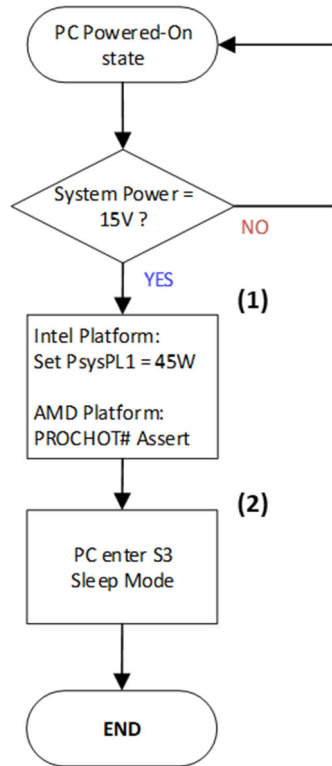 PC Powered-On
state
System Power =
15V ?
NO
YES
(1)
Intel Platform:
Set PsysPL1 = 45W
AMD Platform:
PROCHOT# Assert
(2)
PC enter S3
Sleep Mode
END